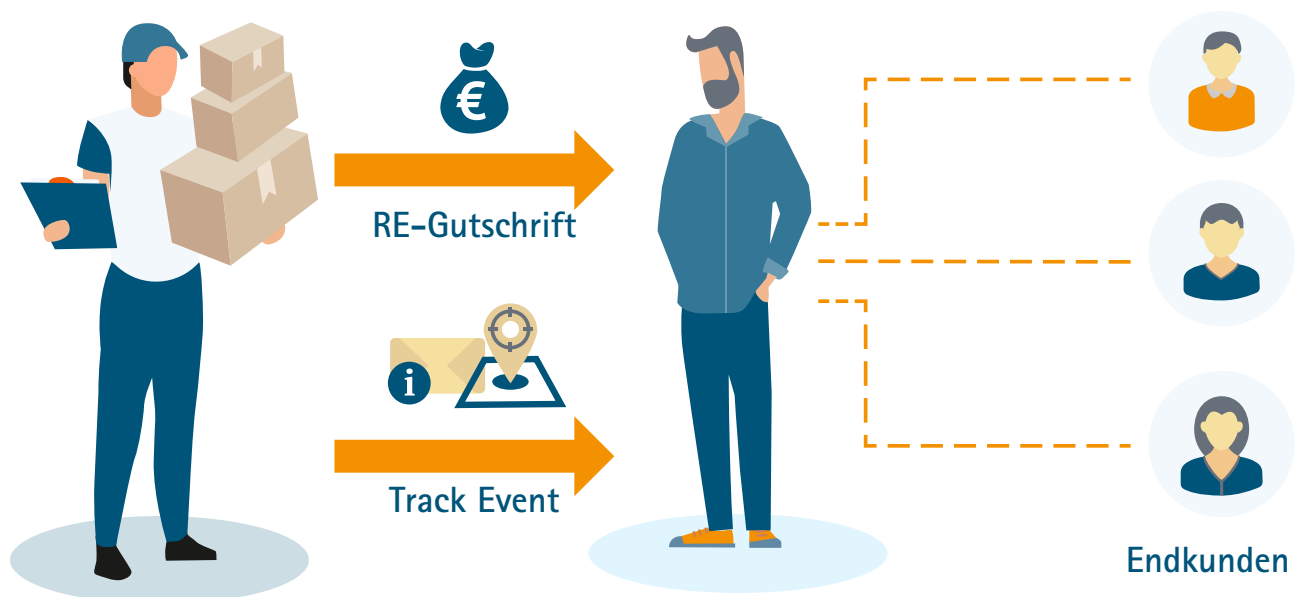 €
RE-Gutschrift
i
Track Event
Endkunden